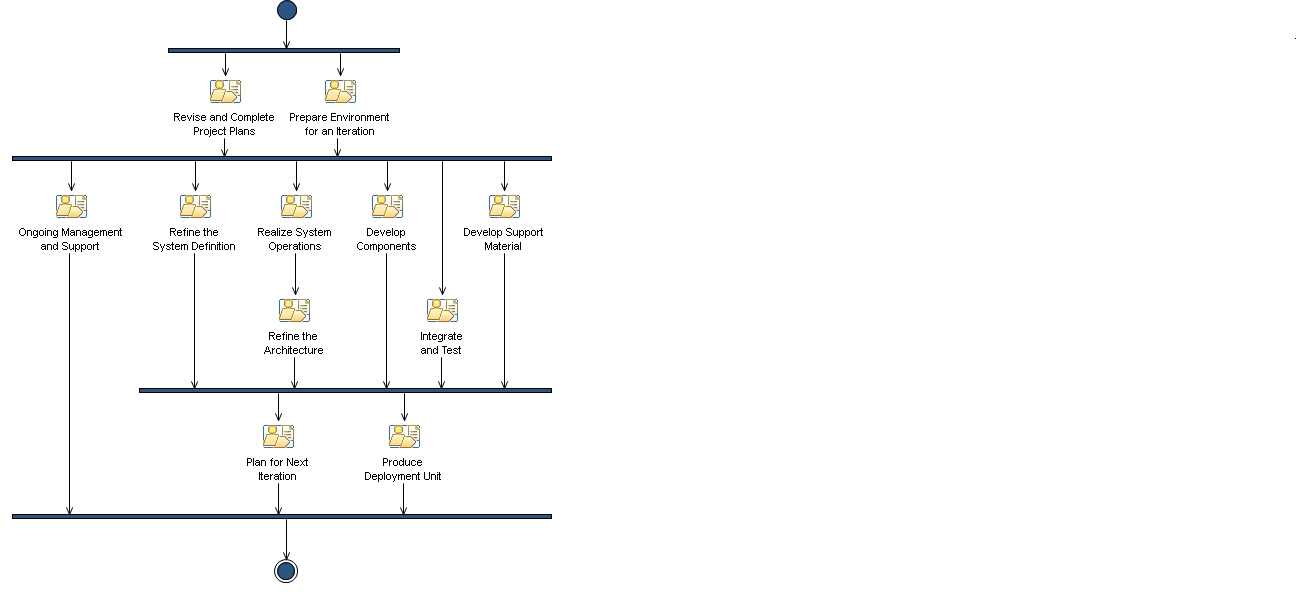 Revise and Complete
Project Plans
Prepare Environment
for an Iteration
Ongoing Management
and Support
Refine the
System Definition
Realize System
Operations
Develop
Components
Develop Support
Material
Refine the
Architecture
Integrate
and Test
Plan for Next
Iteration
Produce
Deployment Unit